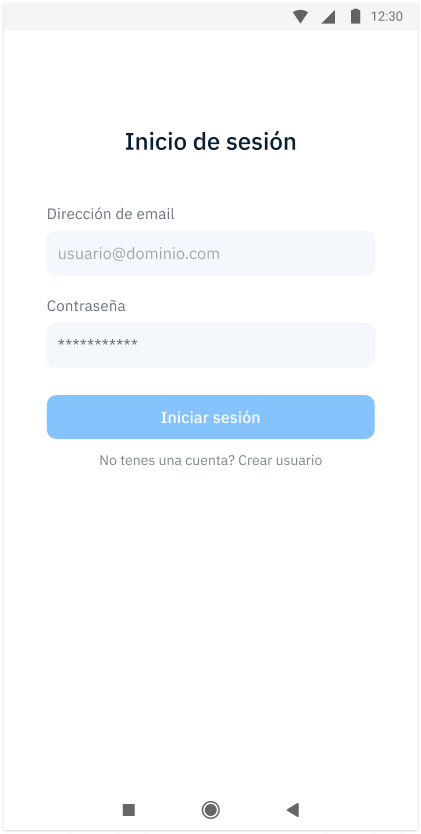 12:30
Inicio de sesión
Dirección de email
usuario@dominio.com
Contraseña
***********
Iniciar sesión
No tenes una cuenta? Crear usuario